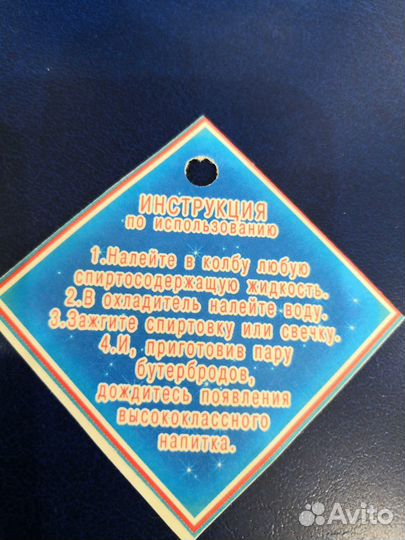 ИНСТРУКЦИЯ
по использованию
1.Налейте в колбу любую
спиртосодержащую жидкость.
2.В охладитель налейте воду.
3.Зажгите спиртовку или свечку.
4.И, приготовив пару
бутербродов,
дождитесь появления
высококлассного
напитка.
Avito